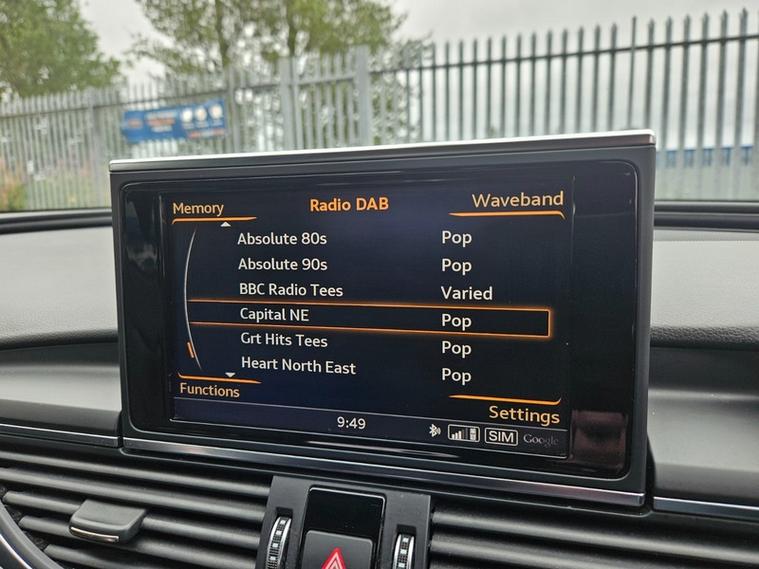 Memory Radio DAB Waveband
Absolute 80s Pop
Absolute 90s Pop
BBC Radio Tees Varied
Capital NE Pop
Grt Hits Tees Pop
Heart North East Pop
Functions Settings
9:49 SIM Google